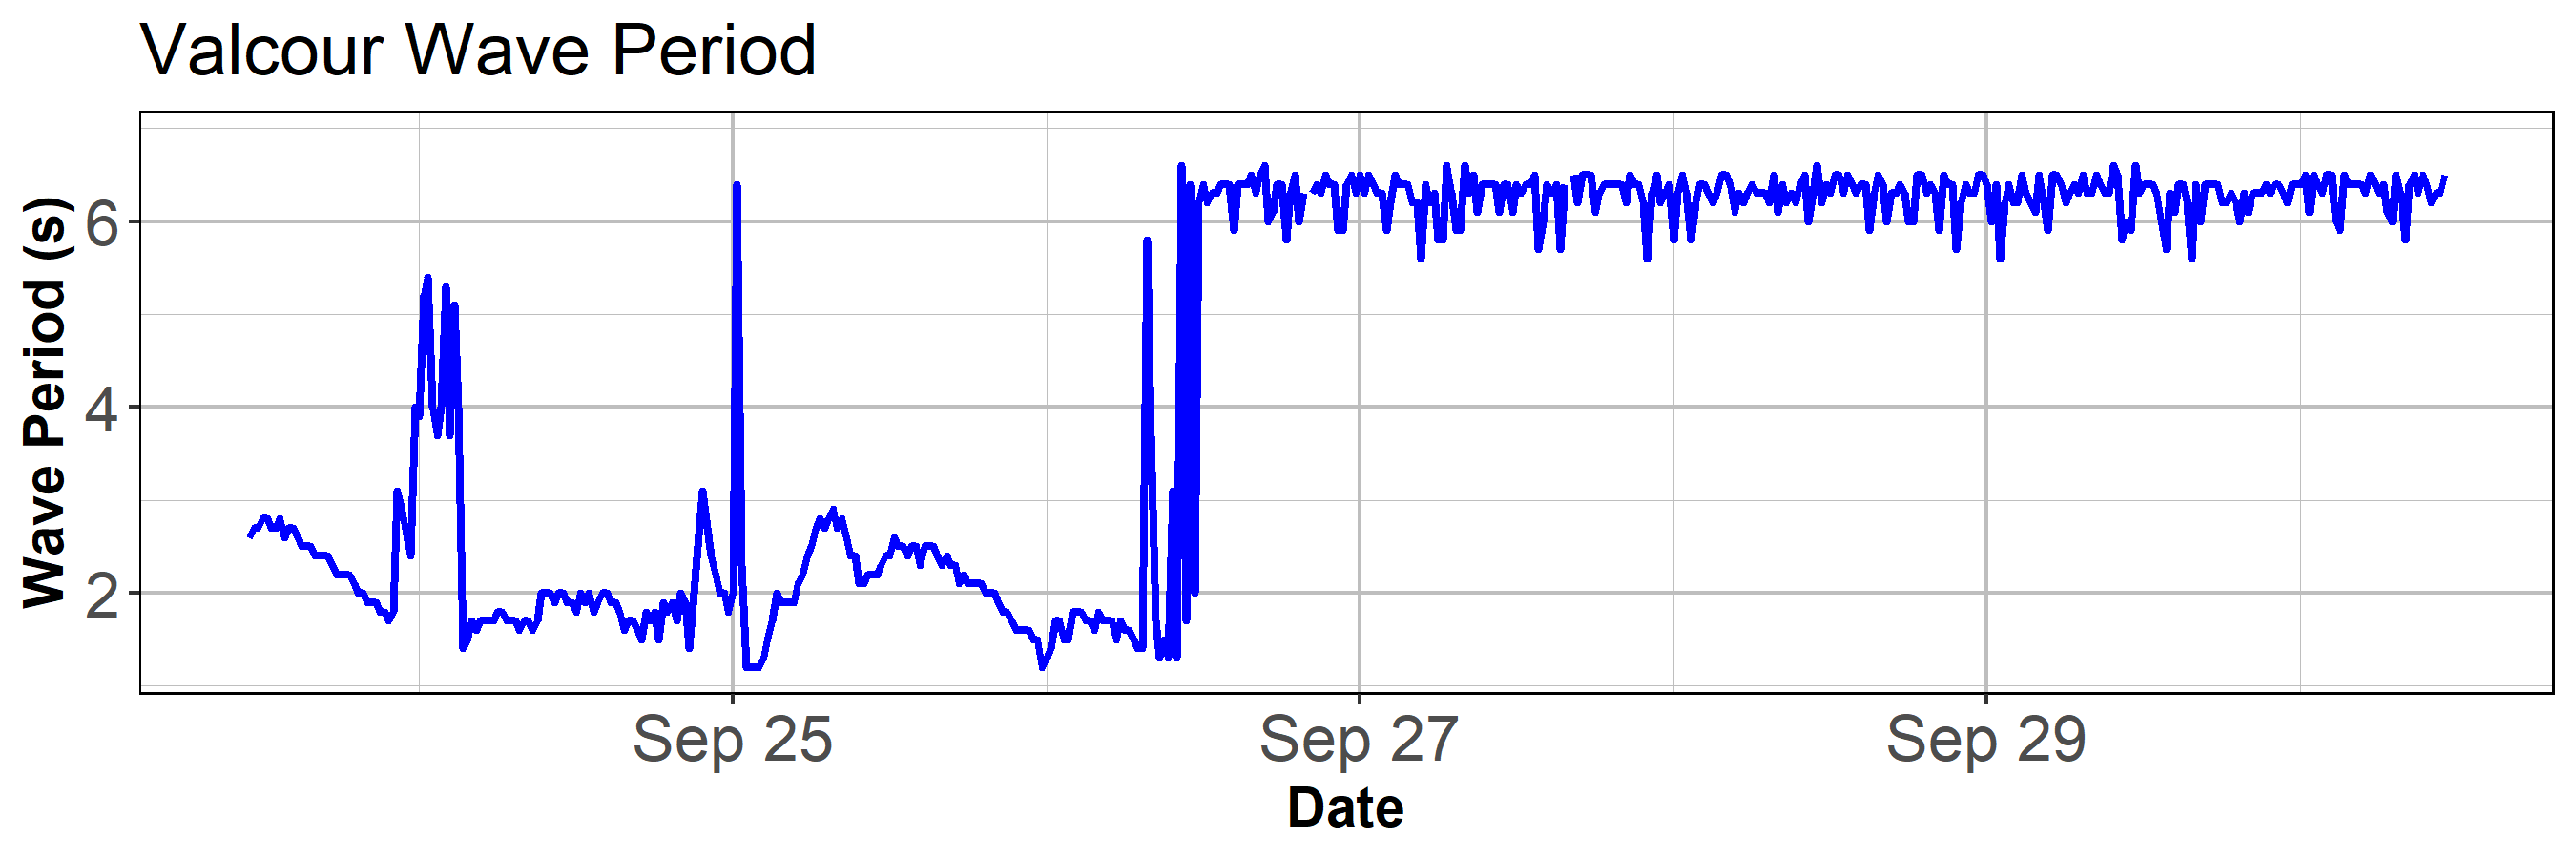 Valcour Wave Period
Wave Period (s)
6
4
2
Sep 25
Sep 27
Sep 29
Date